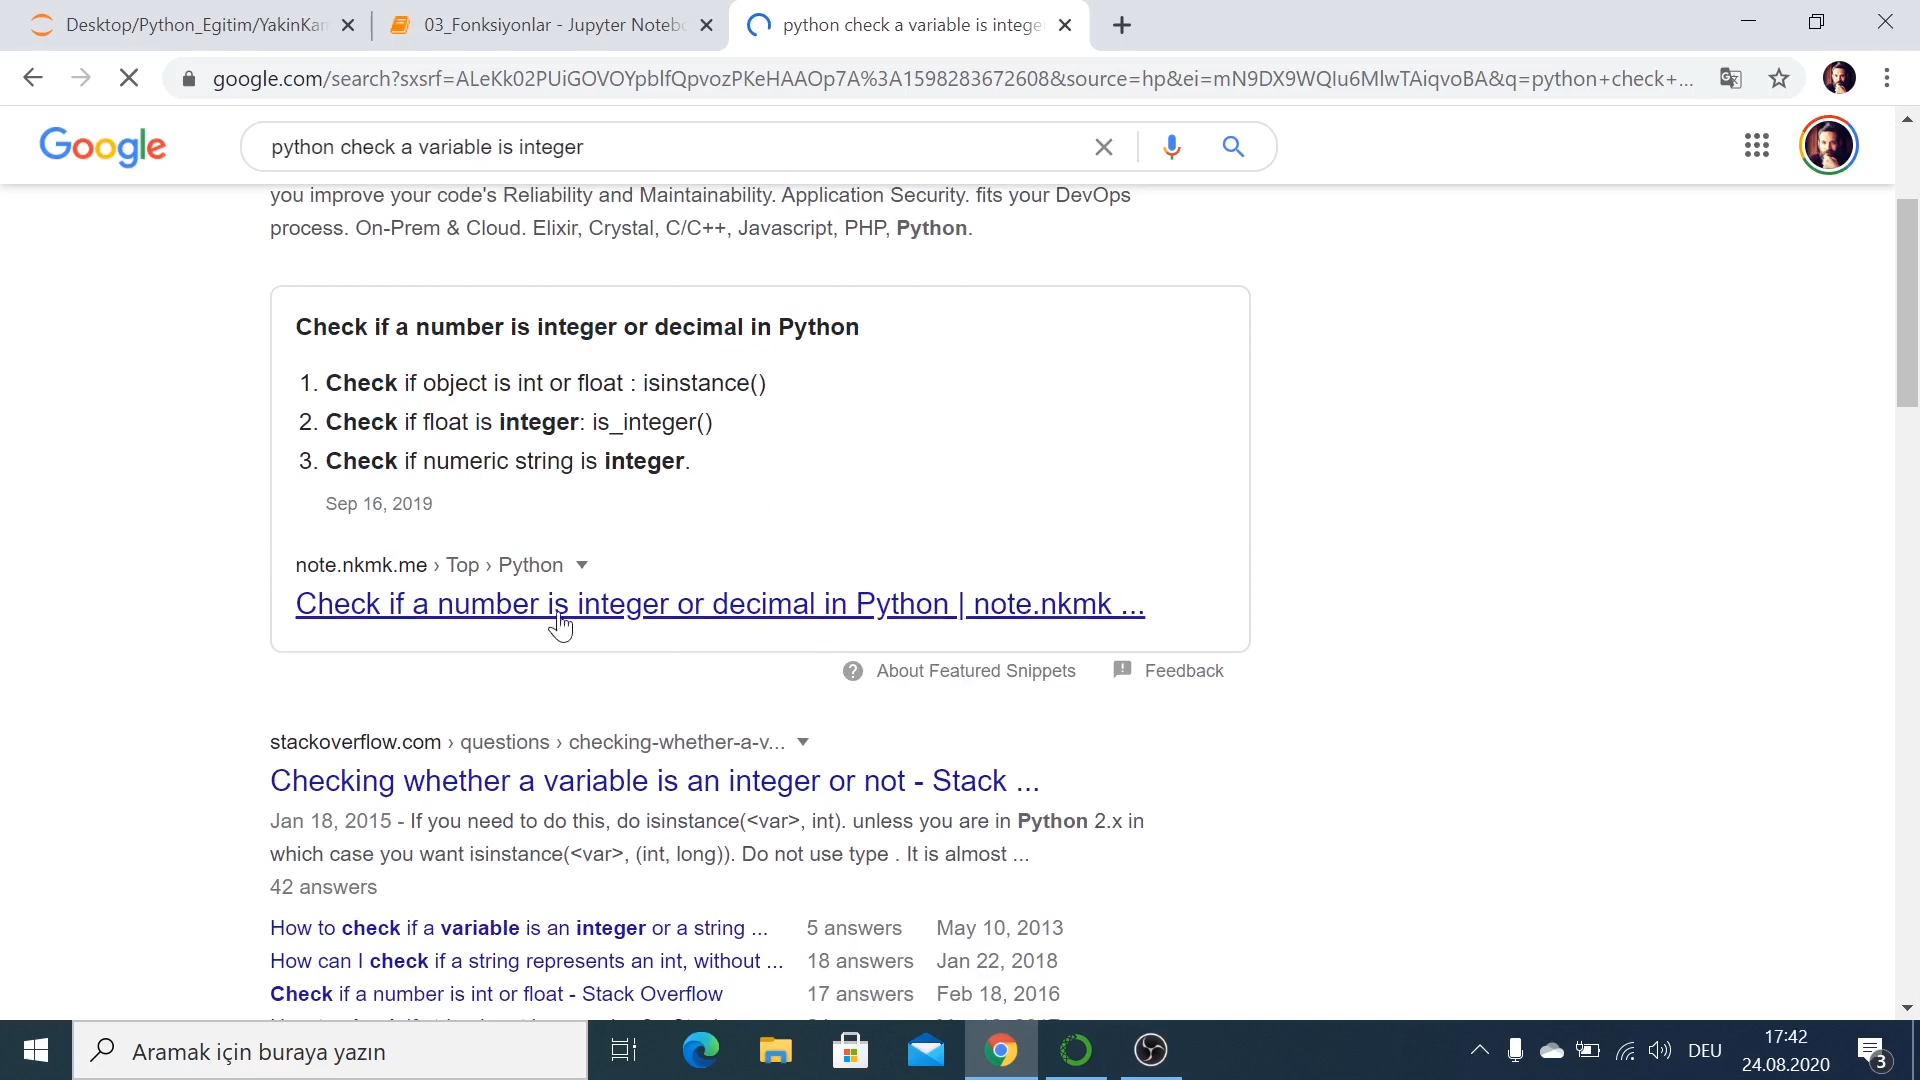 Desktop/Python_Egitim/YakinKam
03_Fonksiyonlar - Jupyter Notebo
python check a variable is intege
google.com/search?sxsrf=ALeKk02PUiGOVOYpblfQpvozPKeHAAOp7A%3A1598283672608&source=hp&ei=mN9DX9WQIu6MlwTAiqvoBA&q=python+check+...
Google
python check a variable is integer
you improve your code's Reliability and Maintainability. Application Security. fits your DevOps
process. On-Prem & Cloud. Elixir, Crystal, C/C++, Javascript, PHP, Python.
Check if a number is integer or decimal in Python
1. Check if object is int or float : isinstance()
2. Check if float is integer: is_integer()
3. Check if numeric string is integer.
Sep 16, 2019
note.nkmk.me › Top › Python
Check if a number is integer or decimal in Python | note.nkmk ...
About Featured Snippets
Feedback
stackoverflow.com › questions › checking-whether-a-v...
Checking whether a variable is an integer or not - Stack ...
Jan 18, 2015 - If you need to do this, do isinstance(<var>, int). unless you are in Python 2.x in
which case you want isinstance(<var>, (int, long)). Do not use type . It is almost ...
42 answers
How to check if a variable is an integer or a string ... 5 answers May 10, 2013
How can I check if a string represents an int, without ... 18 answers Jan 22, 2018
Check if a number is int or float - Stack Overflow 17 answers Feb 18, 2016
Aramak için buraya yazın
DEU
17:42
24.08.2020
3